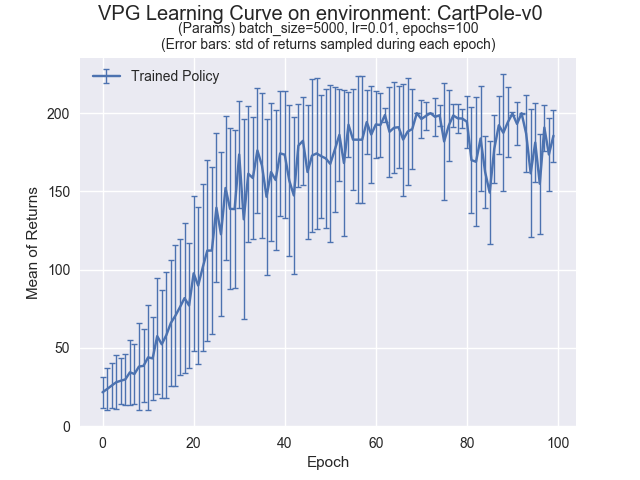 VPG Learning Curve on environment: CartPole-v0
(Params) batch_size=5000, lr=0.01, epochs=100
(Error bars: std of returns sampled during each epoch)
Trained Policy
200
150
100
50
0
Mean of Returns
0 20 40 60 80 100
Epoch